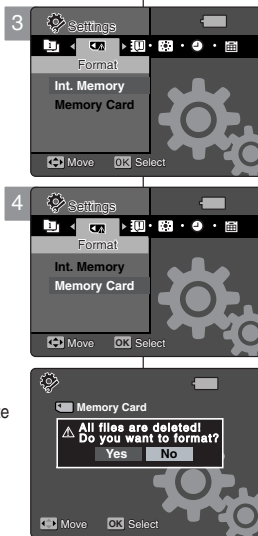 3
Settings
Format
Int. Memory
Memory Card
Move OK Select
4
Settings
Format
Int. Memory
Memory Card
Move OK Select
Memory Card
All files are deleted!
Do you want to format?
Yes No
Move OK Select